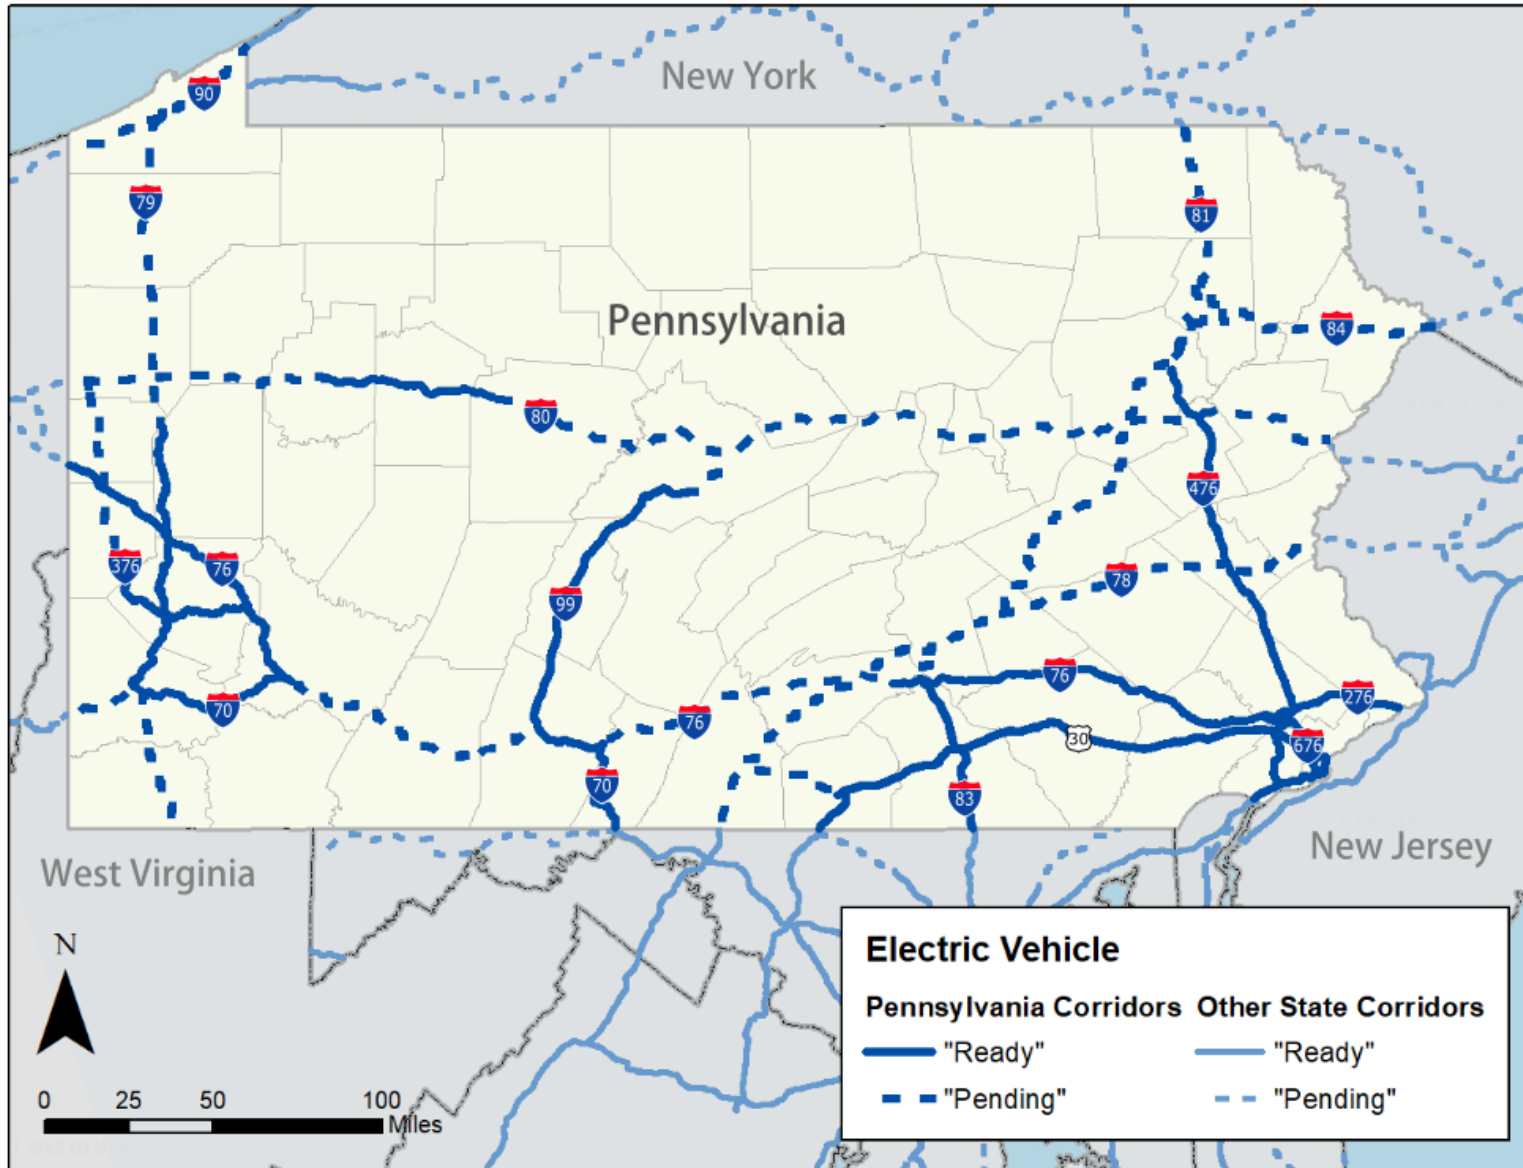 New York
90
79
81
Pennsylvania
84
80
476
376
76
78
99
76
70
76
276
30
676
70
83
West Virginia
New Jersey
N
0 25 50 100
Miles
Electric Vehicle
Pennsylvania Corridors Other State Corridors
"Ready" "Ready"
"Pending" "Pending"